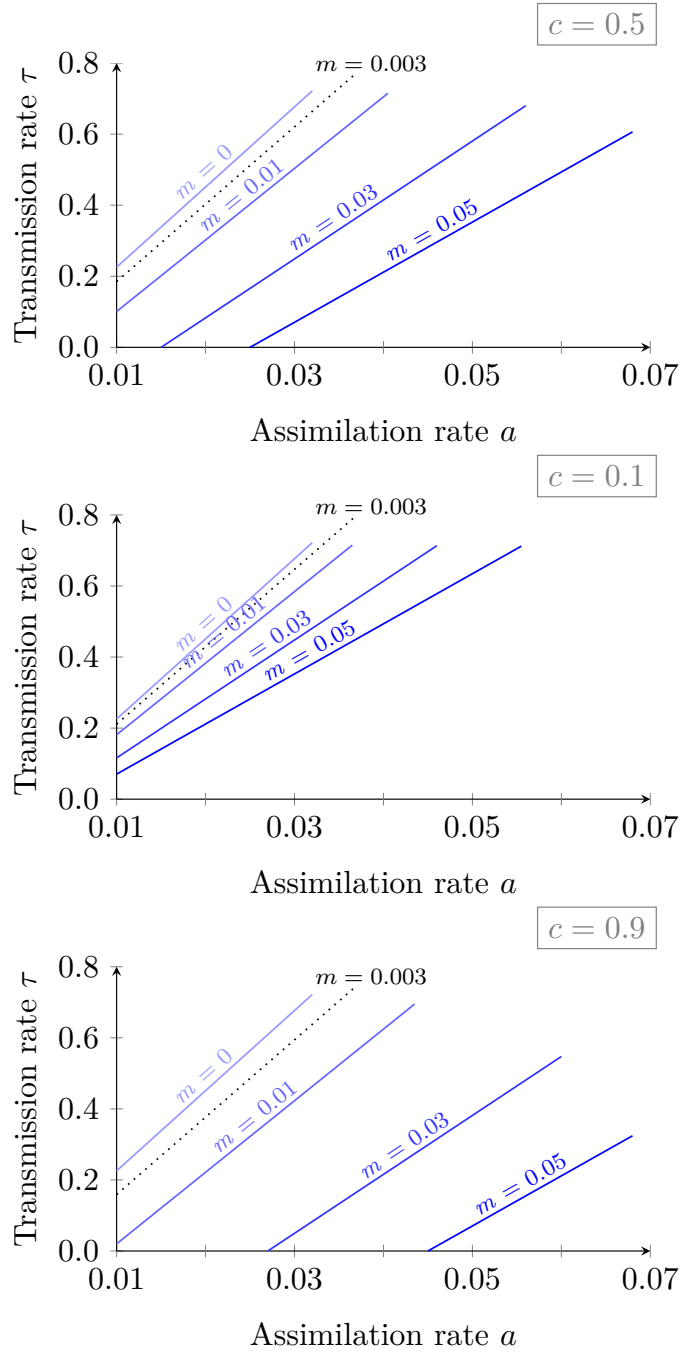 c = 0.5
Transmission rate τ
0.8
0.6
0.4
0.2
0.0
m = 0.003
m = 0
m = 0.01
m = 0.03
m = 0.05
0.01 0.03 0.05 0.07
Assimilation rate a
c = 0.1
Transmission rate τ
0.8
0.6
0.4
0.2
0.0
m = 0.003
m = 0
m = 0.01
m = 0.03
m = 0.05
0.01 0.03 0.05 0.07
Assimilation rate a
c = 0.9
Transmission rate τ
0.8
0.6
0.4
0.2
0.0
m = 0.003
m = 0
m = 0.01
m = 0.03
m = 0.05
0.01 0.03 0.05 0.07
Assimilation rate a